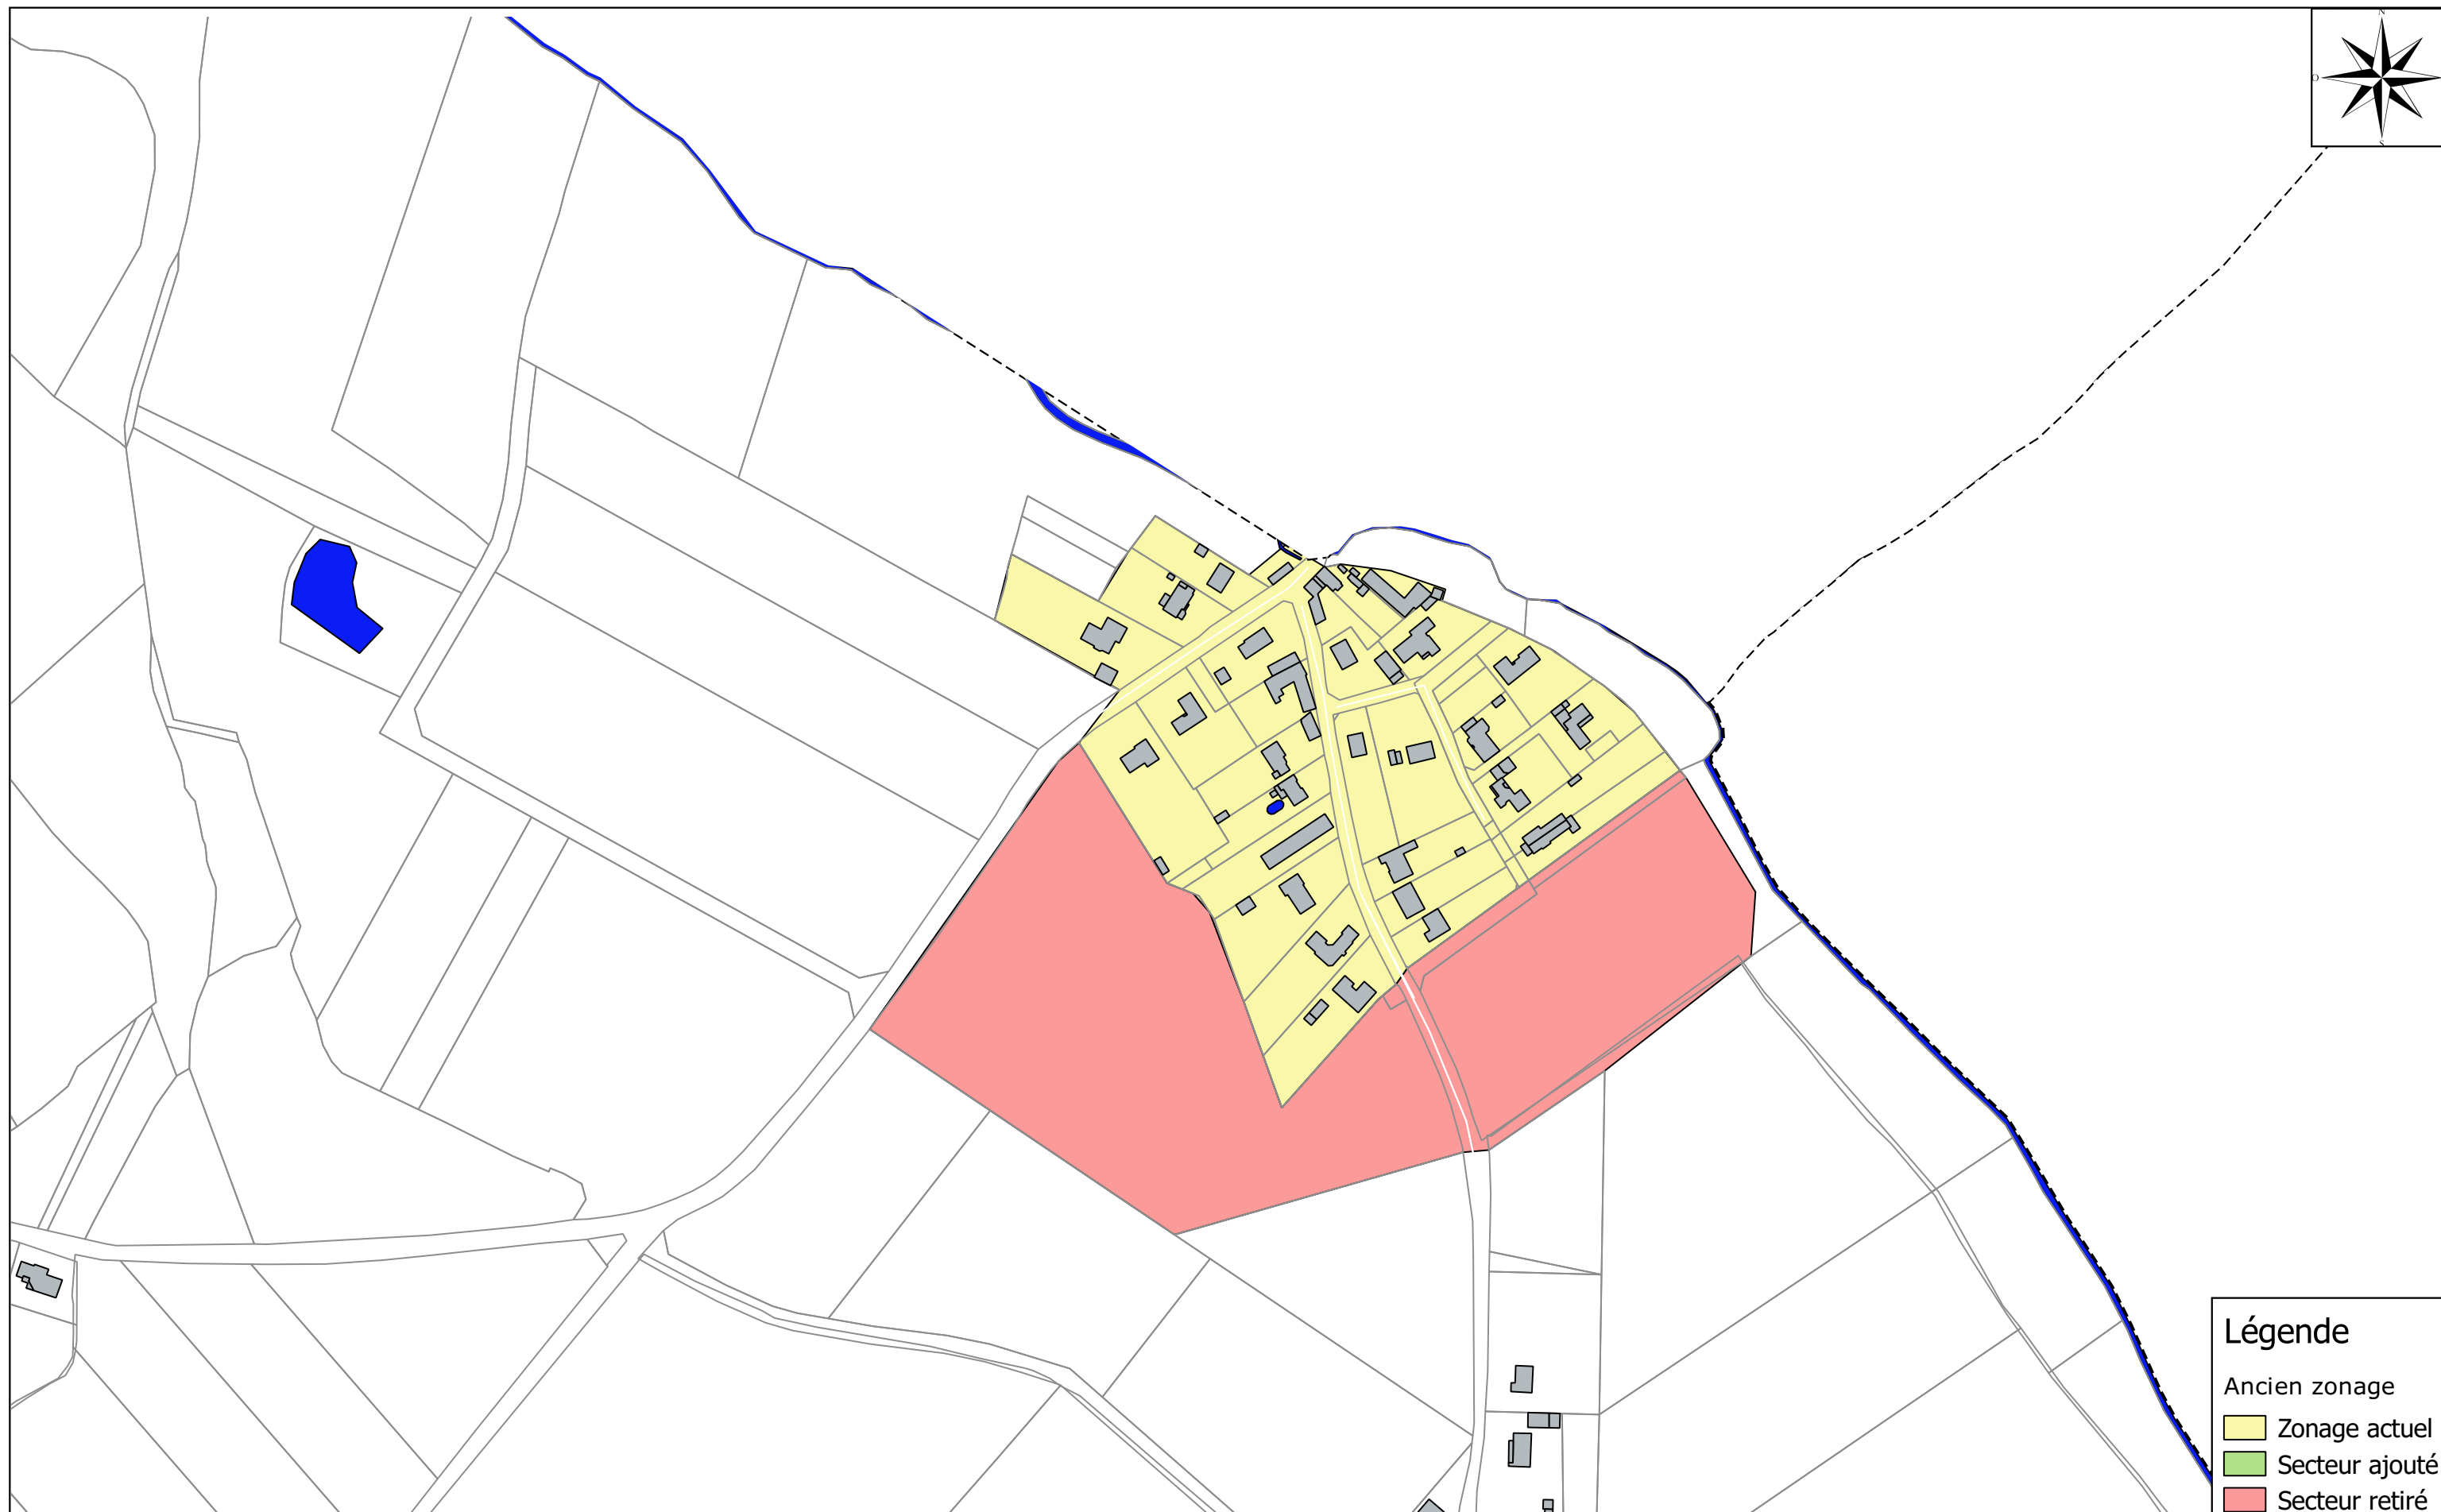 N
O
S
Légende
Ancien zonage
Zonage actuel
Secteur ajouté
Secteur retiré